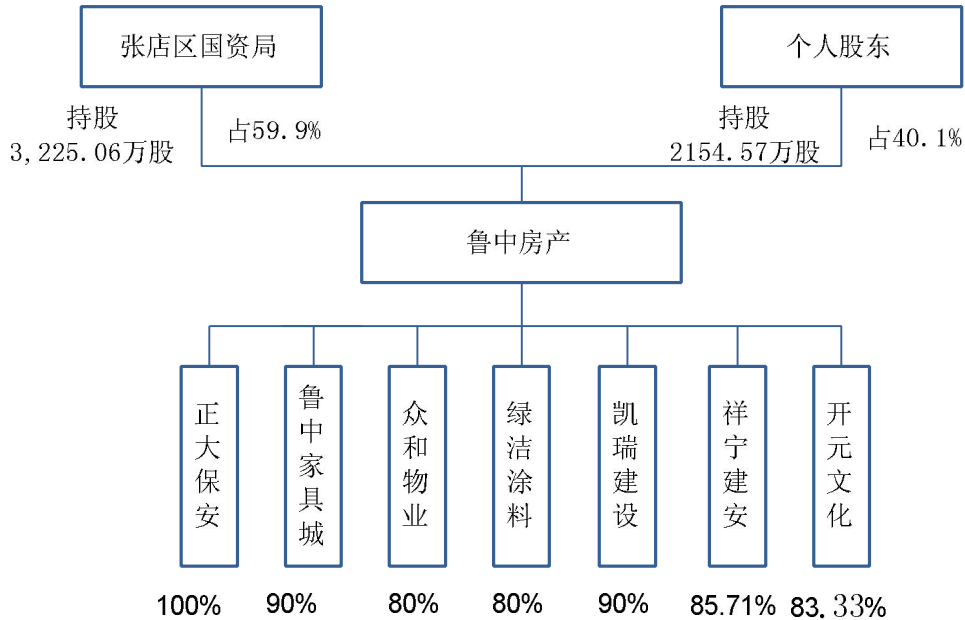 张店区国资局
个人股东
持股
3,225.06万股
占59.9%
持股
2154.57万股
占40.1%
鲁中房产
正大保安
鲁中家具城
众和物业
绿洁涂料
凯瑞建设
祥宁建安
开元文化
100%
90%
80%
80%
90%
85.71%
83.33%